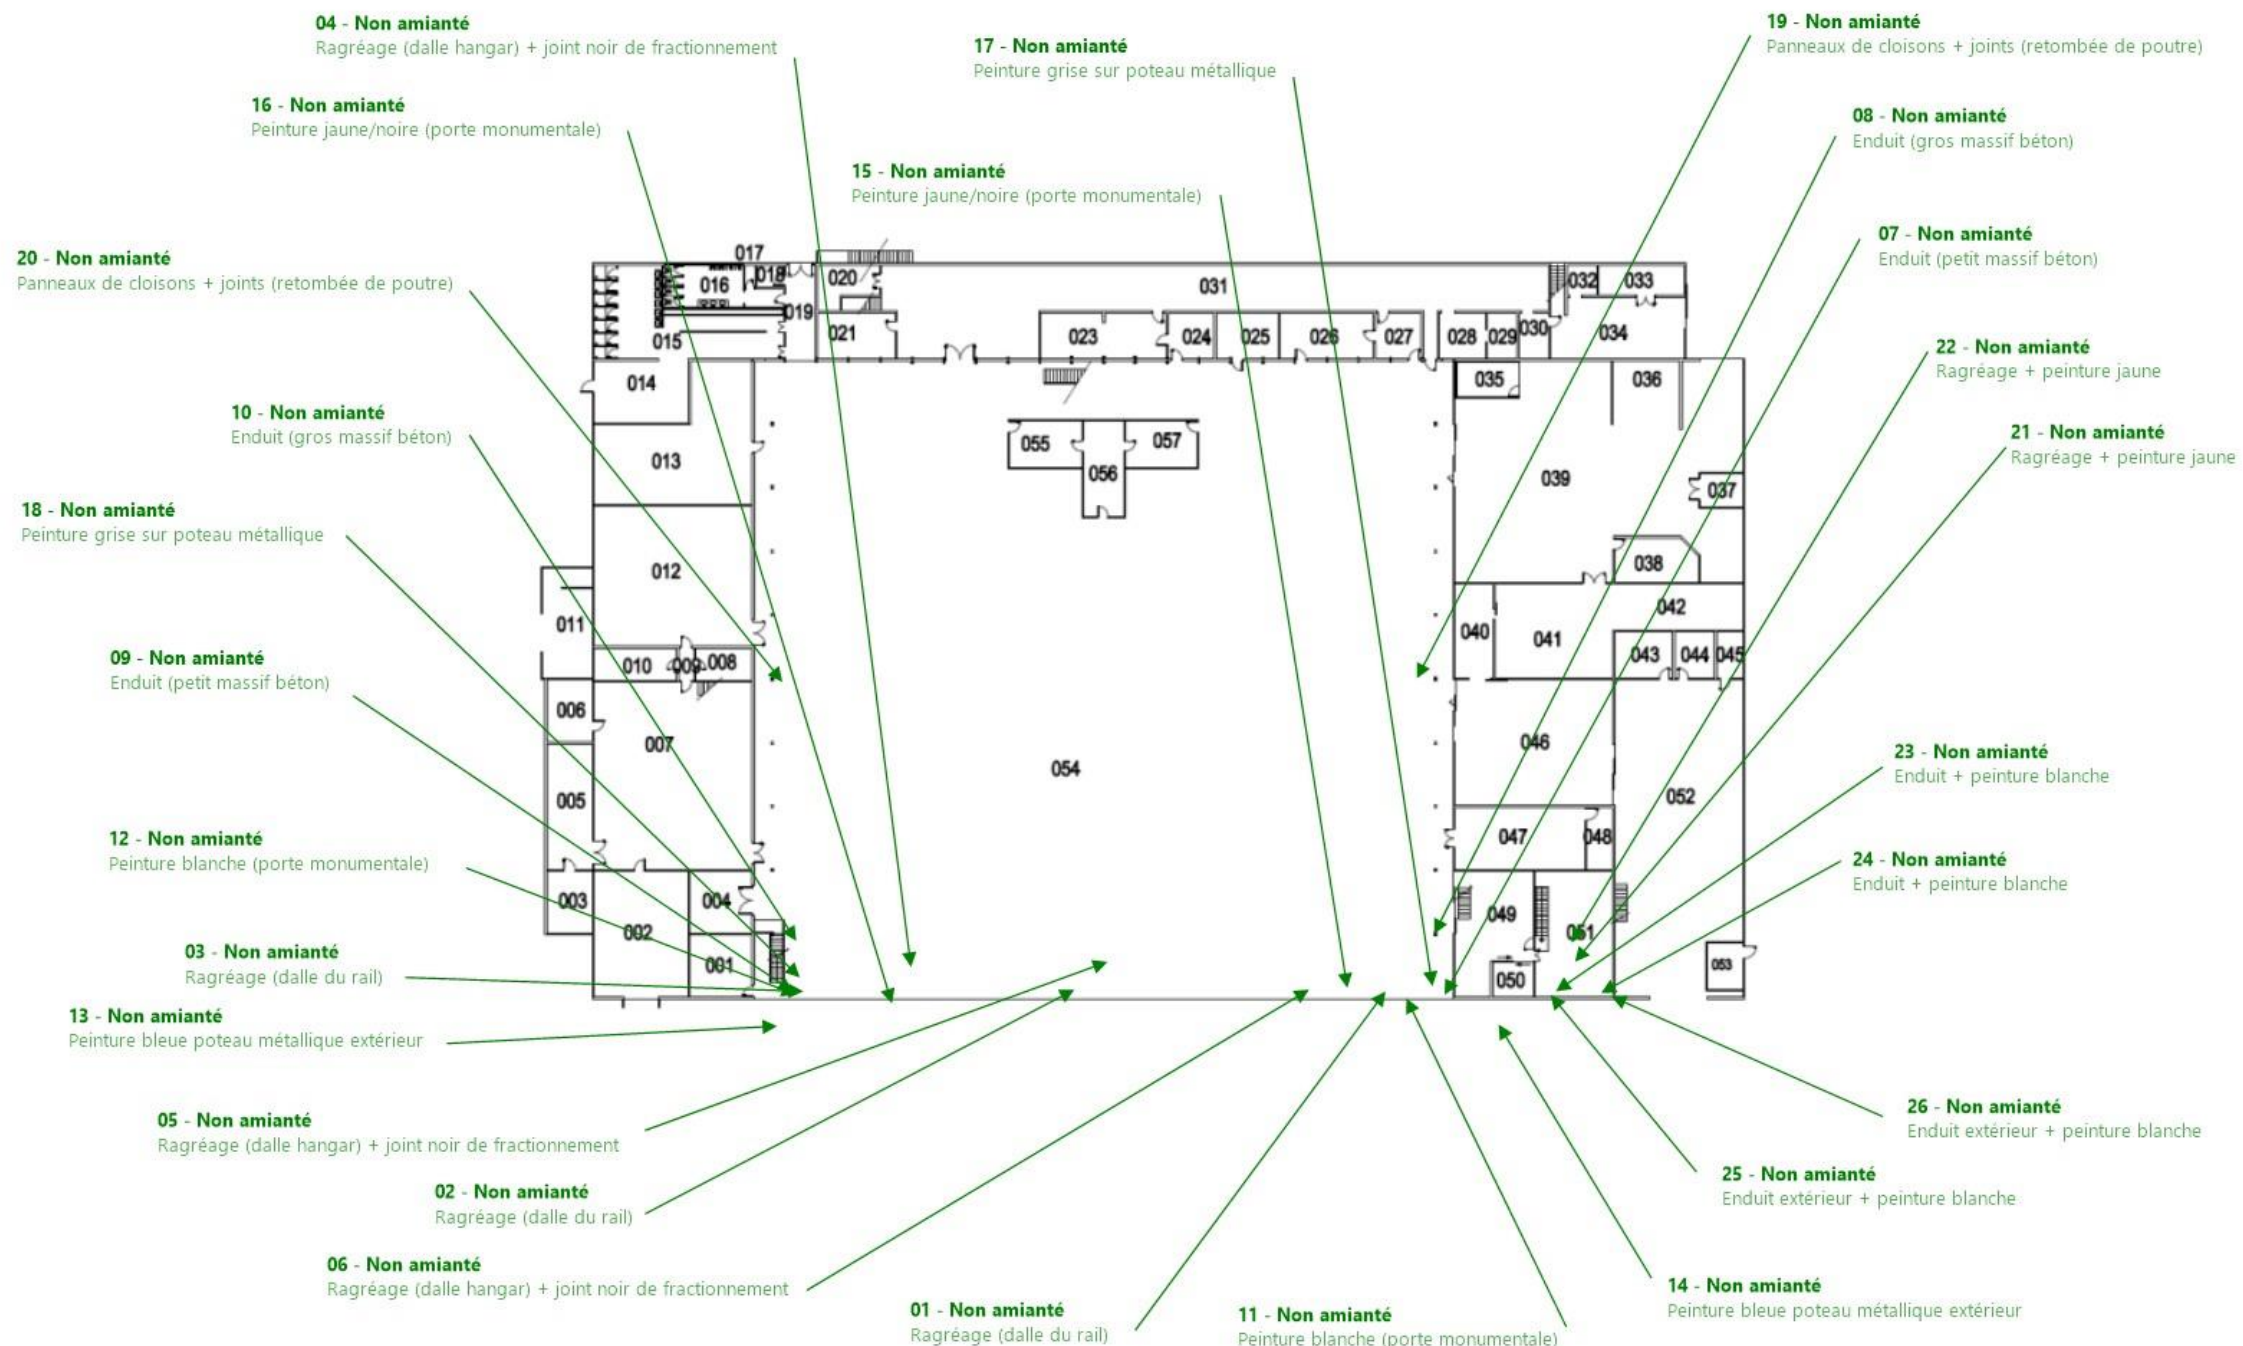 04 - Non amianté
Ragréage (dalle hangar) + joint noir de fractionnement
17 - Non amianté
Peinture grise sur poteau métallique
19 - Non amianté
Panneaux de cloisons + joints (retombée de poutre)
16 - Non amianté
Peinture jaune/noire (porte monumentale)
08 - Non amianté
Enduit (gros massif béton)
15 - Non amianté
Peinture jaune/noire (porte monumentale)
20 - Non amianté
Panneaux de cloisons + joints (retombée de poutre)
07 - Non amianté
Enduit (petit massif béton)
22 - Non amianté
Ragréage + peinture jaune
10 - Non amianté
Enduit (gros massif béton)
21 - Non amianté
Ragréage + peinture jaune
18 - Non amianté
Peinture grise sur poteau métallique
09 - Non amianté
Enduit (petit massif béton)
23 - Non amianté
Enduit + peinture blanche
12 - Non amianté
Peinture blanche (porte monumentale)
24 - Non amianté
Enduit + peinture blanche
03 - Non amianté
Ragréage (dalle du rail)
13 - Non amianté
Peinture bleue poteau métallique extérieur
05 - Non amianté
Ragréage (dalle hangar) + joint noir de fractionnement
26 - Non amianté
Enduit extérieur + peinture blanche
25 - Non amianté
Enduit extérieur + peinture blanche
02 - Non amianté
Ragréage (dalle du rail)
06 - Non amianté
Ragréage (dalle hangar) + joint noir de fractionnement
14 - Non amianté
Peinture bleue poteau métallique extérieur
01 - Non amianté
Ragréage (dalle du rail)
11 - Non amianté
Peinture blanche (porte monumentale)
017
016
018
020
031
032
033
019
015
021
023
024
025
026
027
028
029
030
034
014
035
036
013
055
056
057
039
037
012
038
011
040
041
042
010
009
008
043
044
045
006
007
046
005
054
052
047
048
003
004
002
001
049
051
050
053